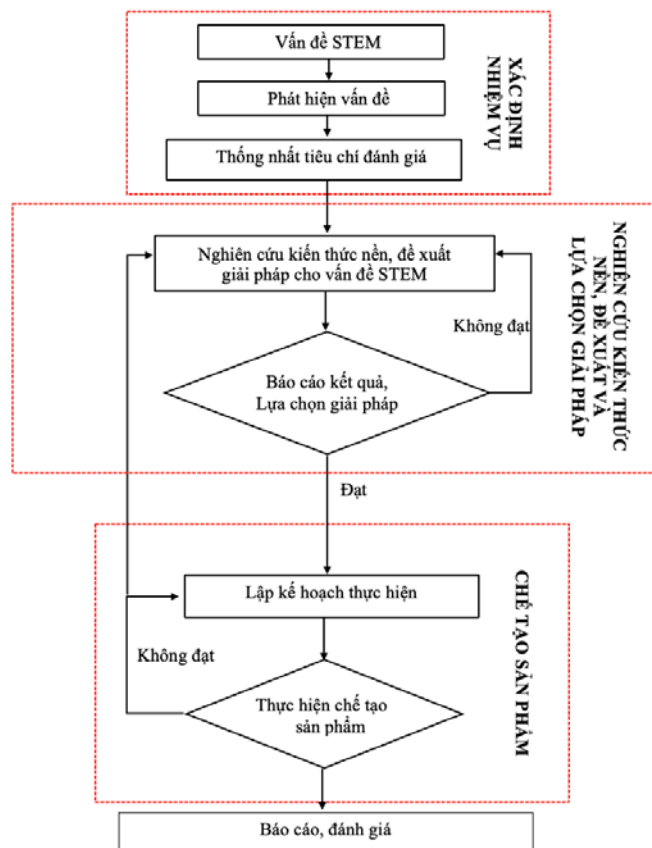 Vấn đề STEM
Phát hiện vấn đề
Thống nhất tiêu chí đánh giá
XÁC ĐỊNH
NHIỆM VỤ
Nghiên cứu kiến thức nền, đề xuất
giải pháp cho vấn đề STEM
Không đạt
Báo cáo kết quả,
Lựa chọn giải pháp
NGHIÊN CỨU KIẾN THỨC
NỀN, ĐỀ XUẤT VÀ
LỰA CHỌN GIẢI PHÁP
Đạt
Lập kế hoạch thực hiện
Không đạt
Thực hiện chế tạo
sản phẩm
CHẾ TẠO SẢN PHẨM
Báo cáo, đánh giá